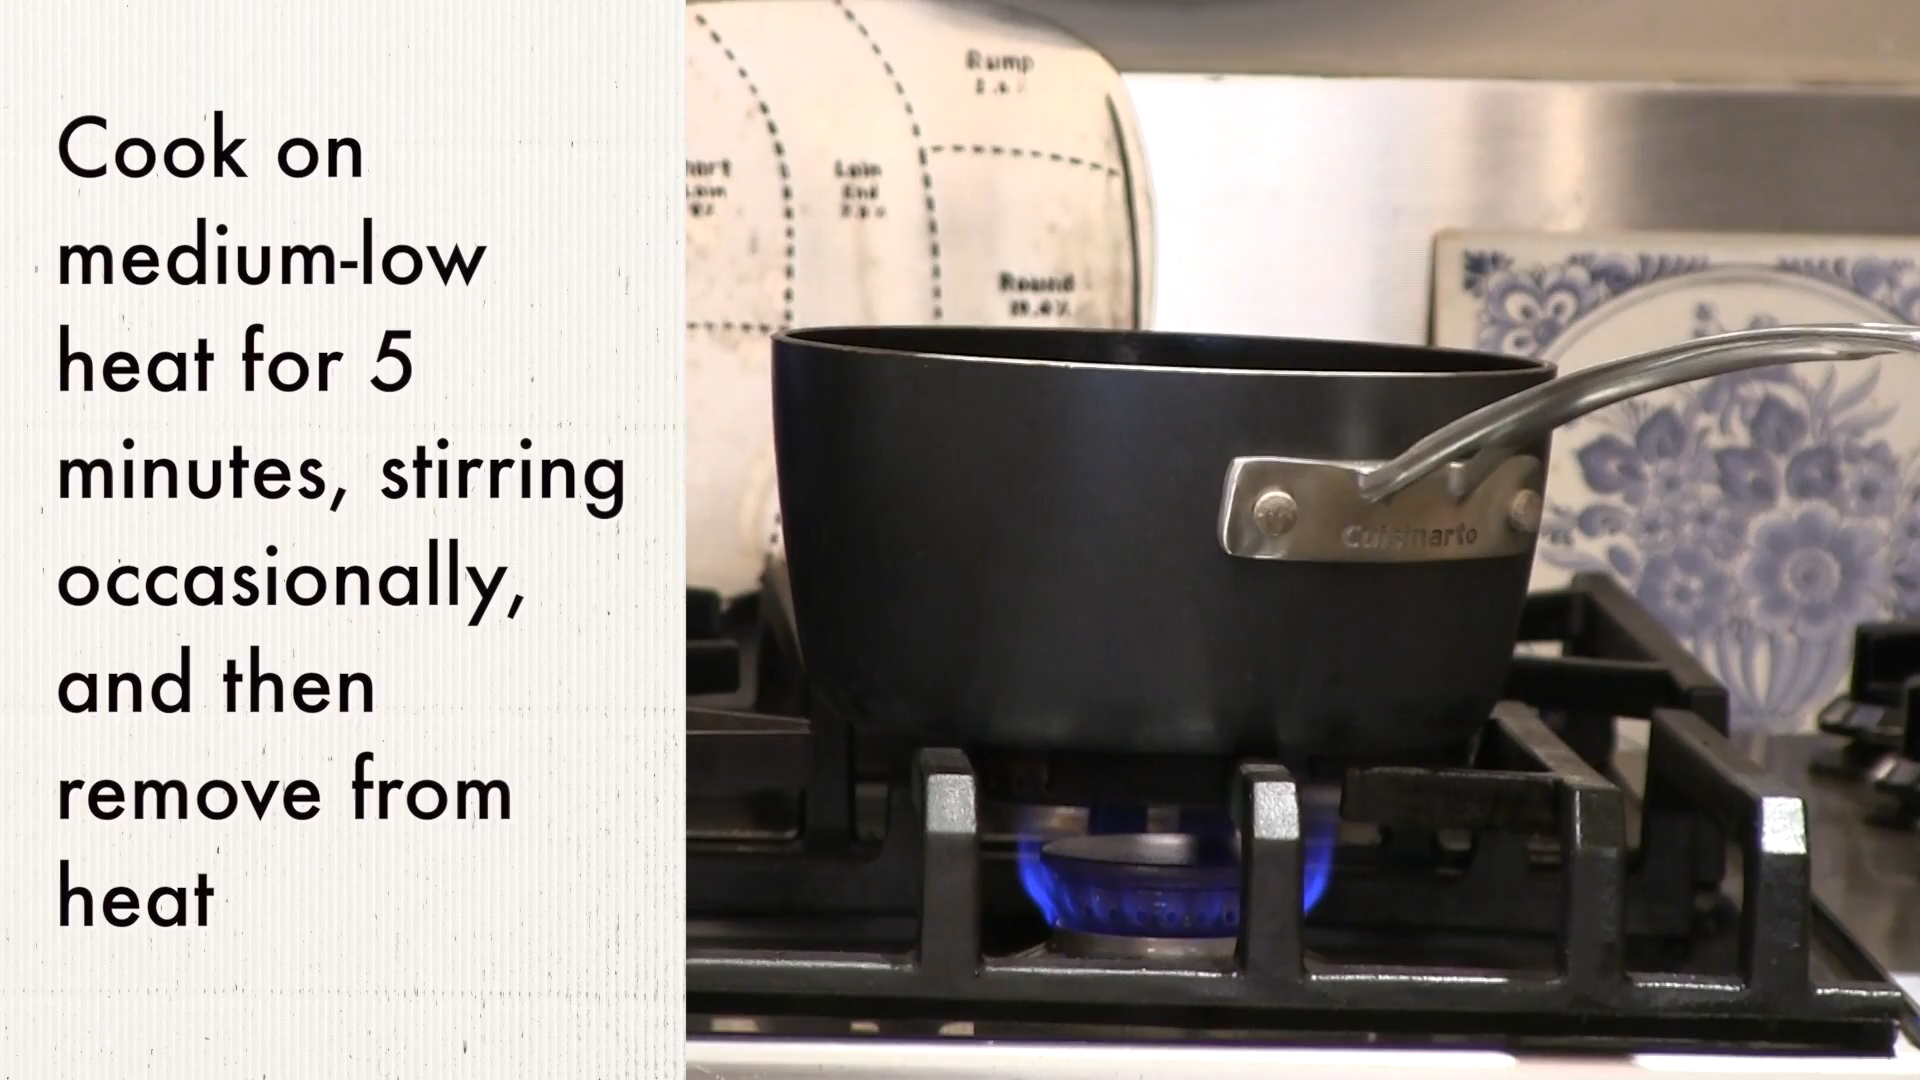 Cook on
medium-low
heat for 5
minutes, stirring
occasionally,
and then
remove from
heat
Rump
Loin
End
Round
Cuisinart